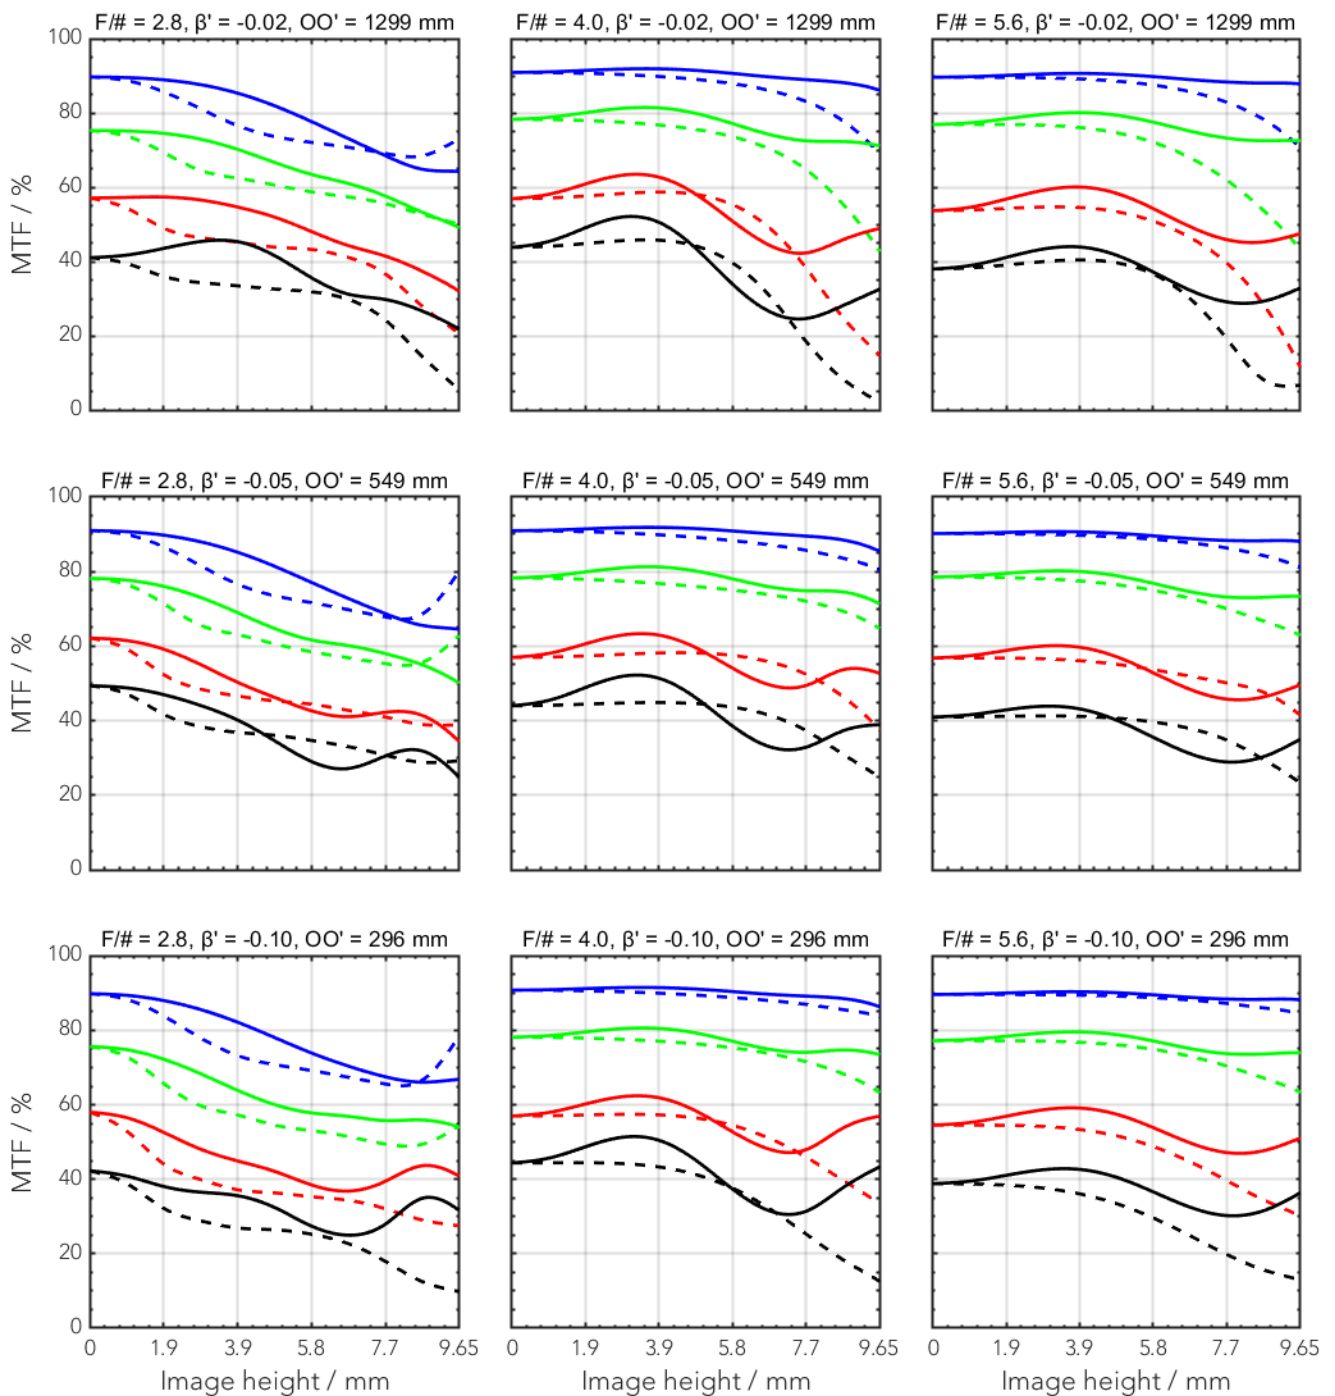 F/# = 2.8, β' = -0.02, OO' = 1299 mm
F/# = 4.0, β' = -0.02, OO' = 1299 mm
F/# = 5.6, β' = -0.02, OO' = 1299 mm
100
80
60
40
20
0
MTF / %
F/# = 2.8, β' = -0.05, OO' = 549 mm
F/# = 4.0, β' = -0.05, OO' = 549 mm
F/# = 5.6, β' = -0.05, OO' = 549 mm
100
80
60
40
20
0
MTF / %
F/# = 2.8, β' = -0.10, OO' = 296 mm
F/# = 4.0, β' = -0.10, OO' = 296 mm
F/# = 5.6, β' = -0.10, OO' = 296 mm
100
80
60
40
20
0
MTF / %
0 1.9 3.9 5.8 7.7 9.65
0 1.9 3.9 5.8 7.7 9.65
0 1.9 3.9 5.8 7.7 9.65
Image height / mm
Image height / mm
Image height / mm